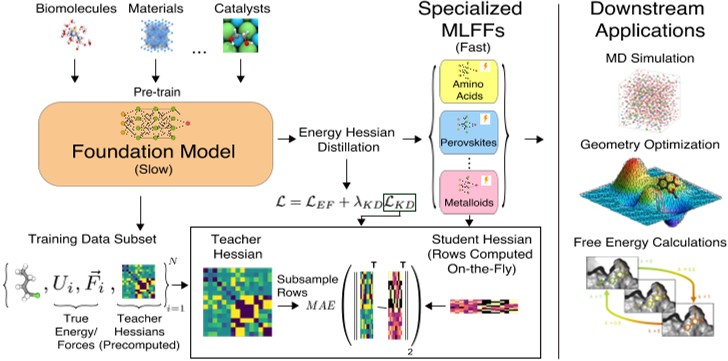 Biomolecules
Materials
Catalysts
...
Pre-train
Foundation Model
(Slow)
Energy Hessian
Distillation
ℒ = ℒ_EF + λ_KD ℒ_KD
Specialized
MLFFs
(Fast)
Amino
Acids
Perovskites
⋮
Metalloids
Downstream
Applications
MD Simulation
Geometry Optimization
Free Energy Calculations
Training Data Subset
{ , U_i, F⃗_i, }^N_{i=1}
True
Energy/
Forces
Teacher
Hessians
(Precomputed)
Teacher
Hessian
Subsample
Rows
MAE
T
T
2
Student Hessian
(Rows Computed
On-the-Fly)